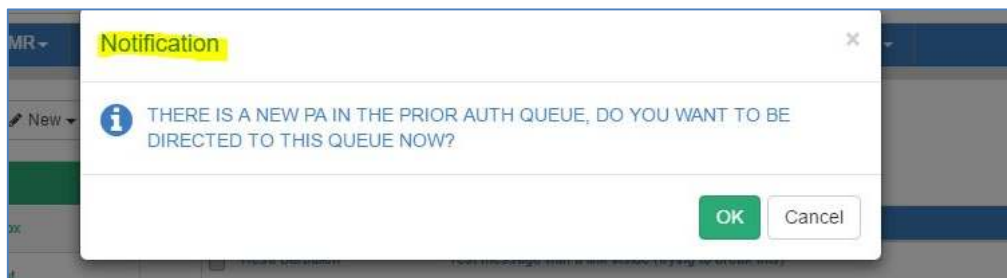 MR
Notification
×
New
THERE IS A NEW PA IN THE PRIOR AUTH QUEUE, DO YOU WANT TO BE
DIRECTED TO THIS QUEUE NOW?
OK Cancel